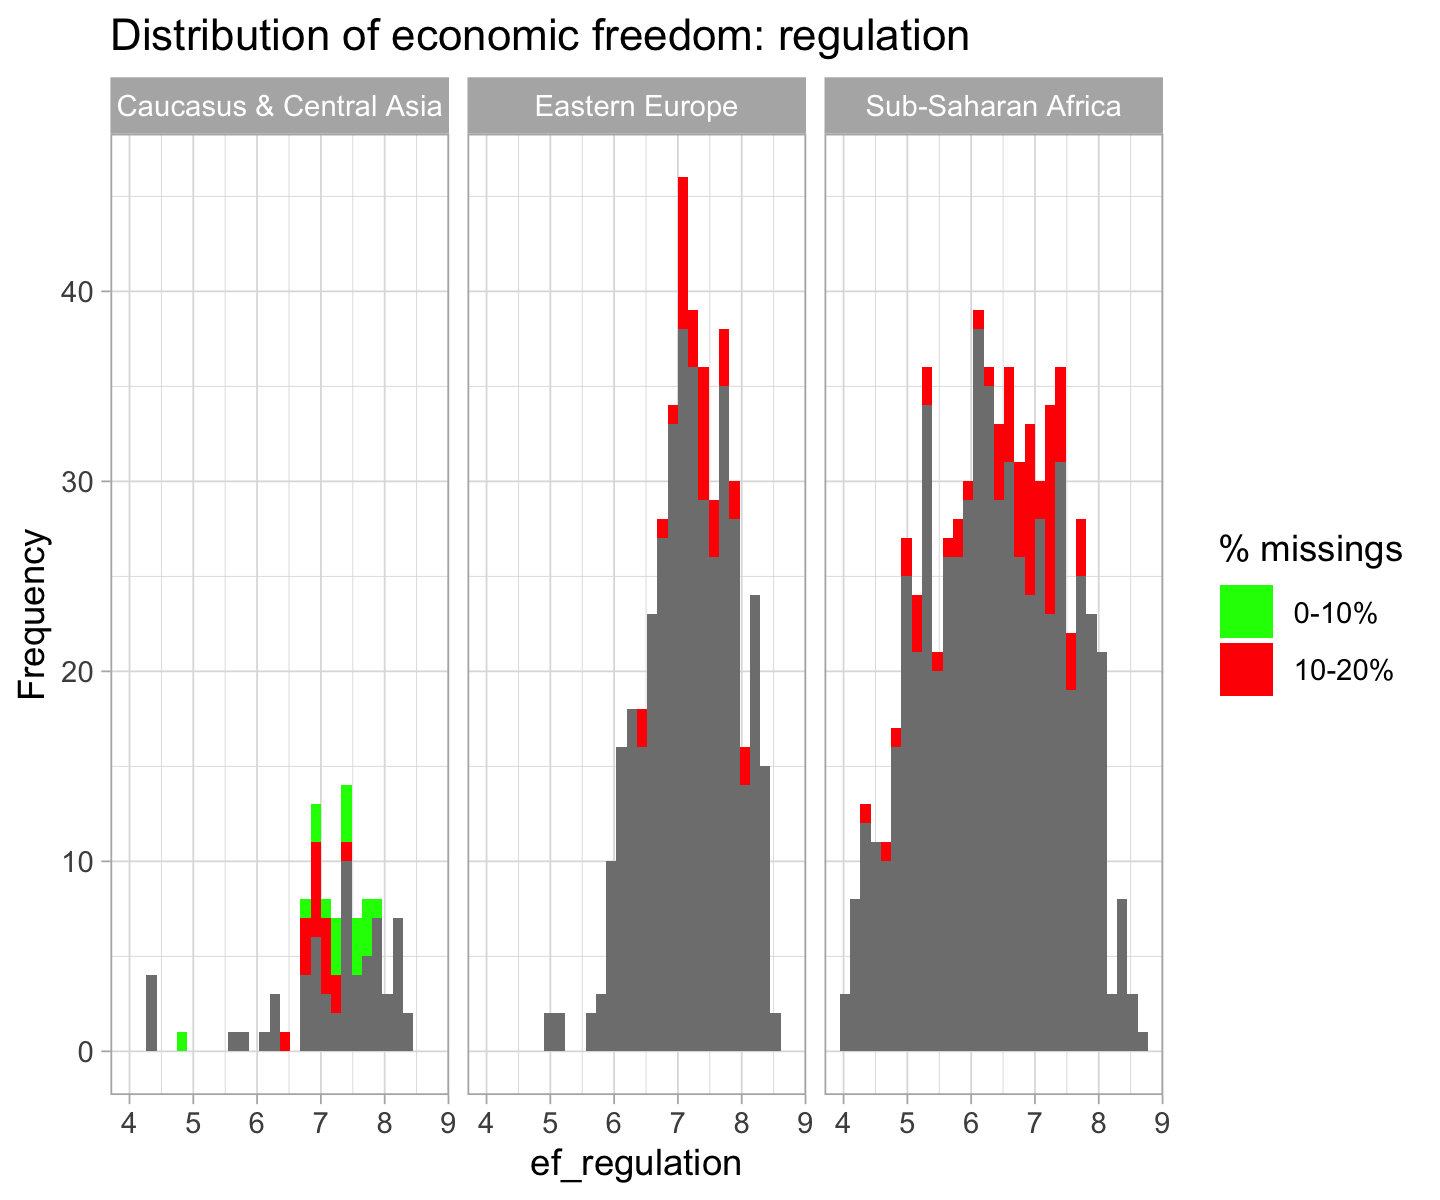 Distribution of economic freedom: regulation
Caucasus & Central Asia
Eastern Europe
Sub-Saharan Africa
40
30
20
10
0
Frequency
4 5 6 7 8 9
4 5 6 7 8 9
4 5 6 7 8 9
ef_regulation
% missings
0-10%
10-20%